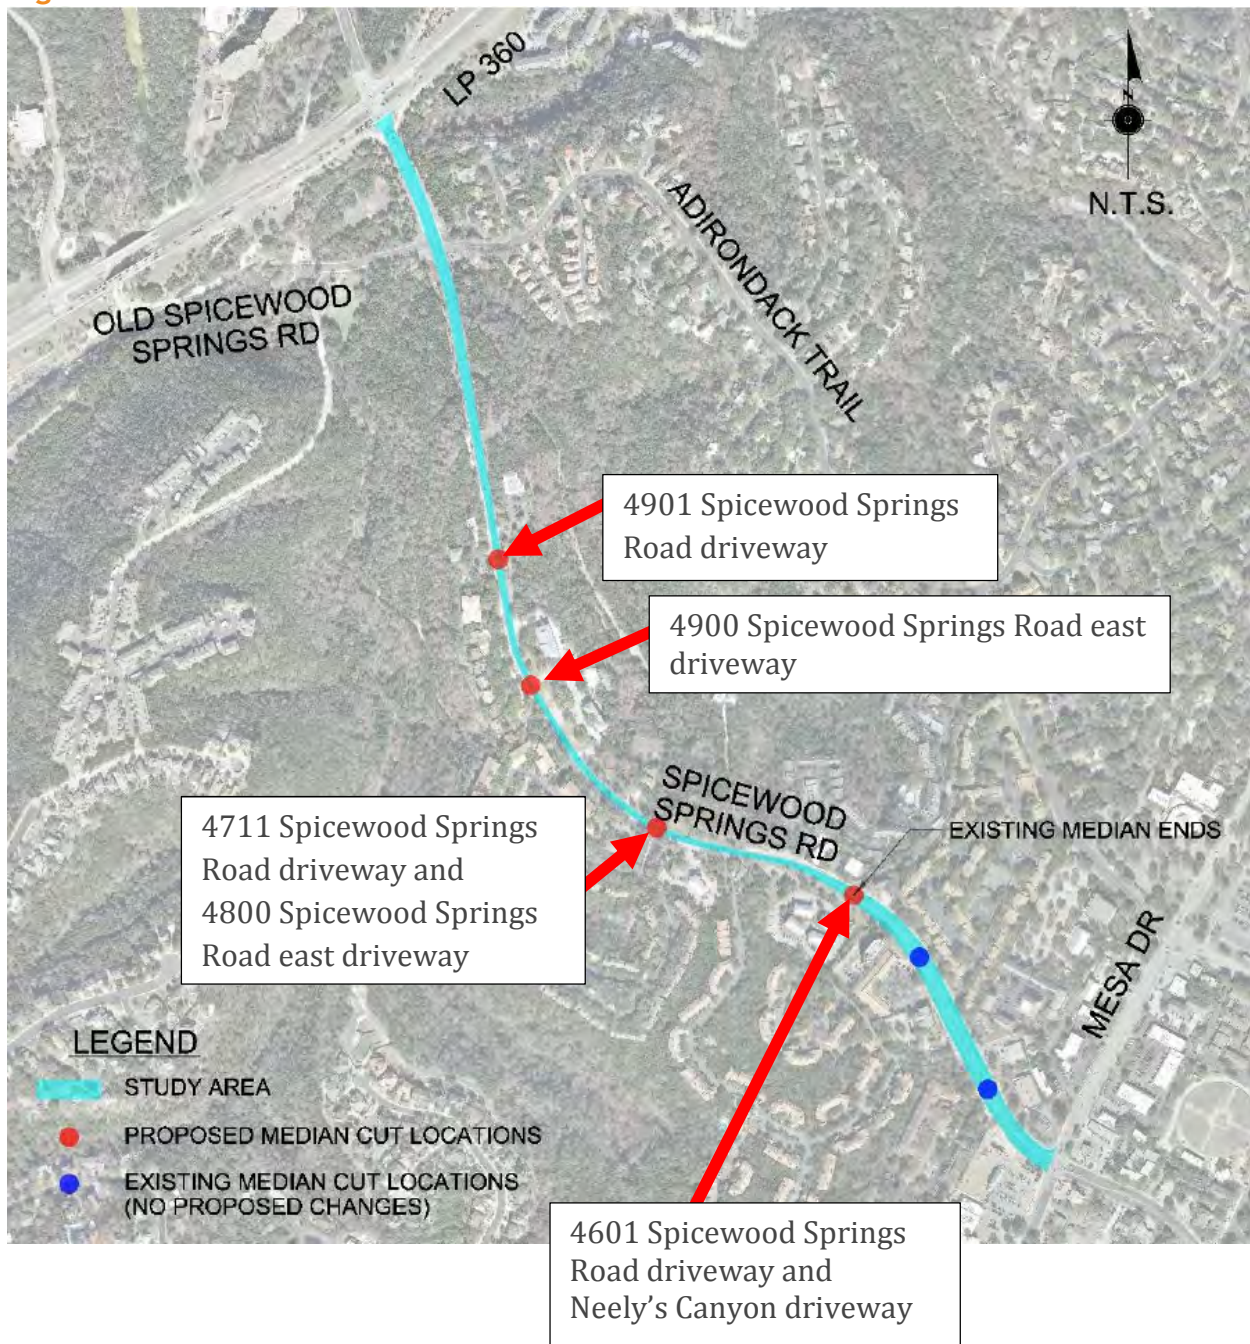 LP 360
N
N.T.S.
ADIRONDACK TRAIL
OLD SPICEWOOD
SPRINGS RD
4901 Spicewood Springs
Road driveway
4900 Spicewood Springs Road east
driveway
SPICEWOOD
SPRINGS RD
EXISTING MEDIAN ENDS
4711 Spicewood Springs
Road driveway and
4800 Spicewood Springs
Road east driveway
MESA DR
LEGEND
STUDY AREA
PROPOSED MEDIAN CUT LOCATIONS
EXISTING MEDIAN CUT LOCATIONS
(NO PROPOSED CHANGES)
4601 Spicewood Springs
Road driveway and
Neely’s Canyon driveway